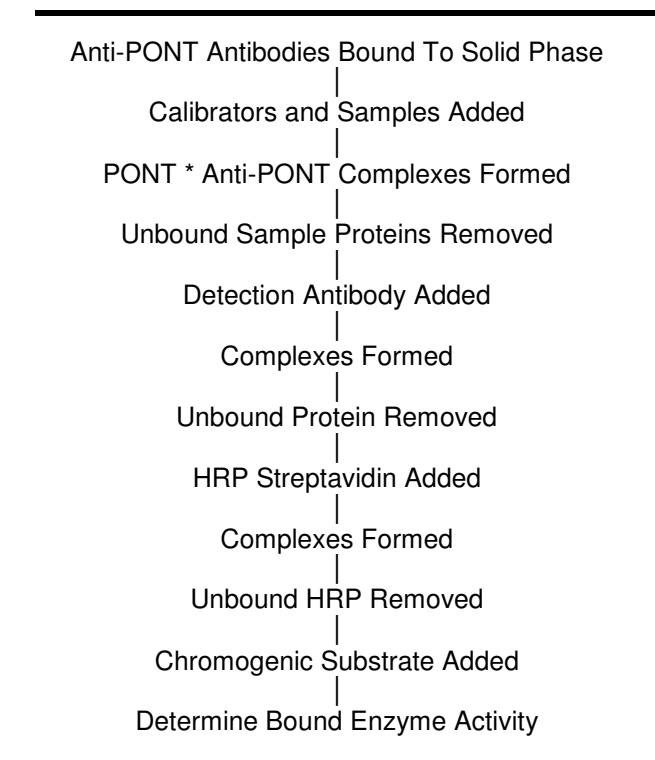 Anti-PONT Antibodies Bound To Solid Phase
Calibrators and Samples Added
PONT * Anti-PONT Complexes Formed
Unbound Sample Proteins Removed
Detection Antibody Added
Complexes Formed
Unbound Protein Removed
HRP Streptavidin Added
Complexes Formed
Unbound HRP Removed
Chromogenic Substrate Added
Determine Bound Enzyme Activity